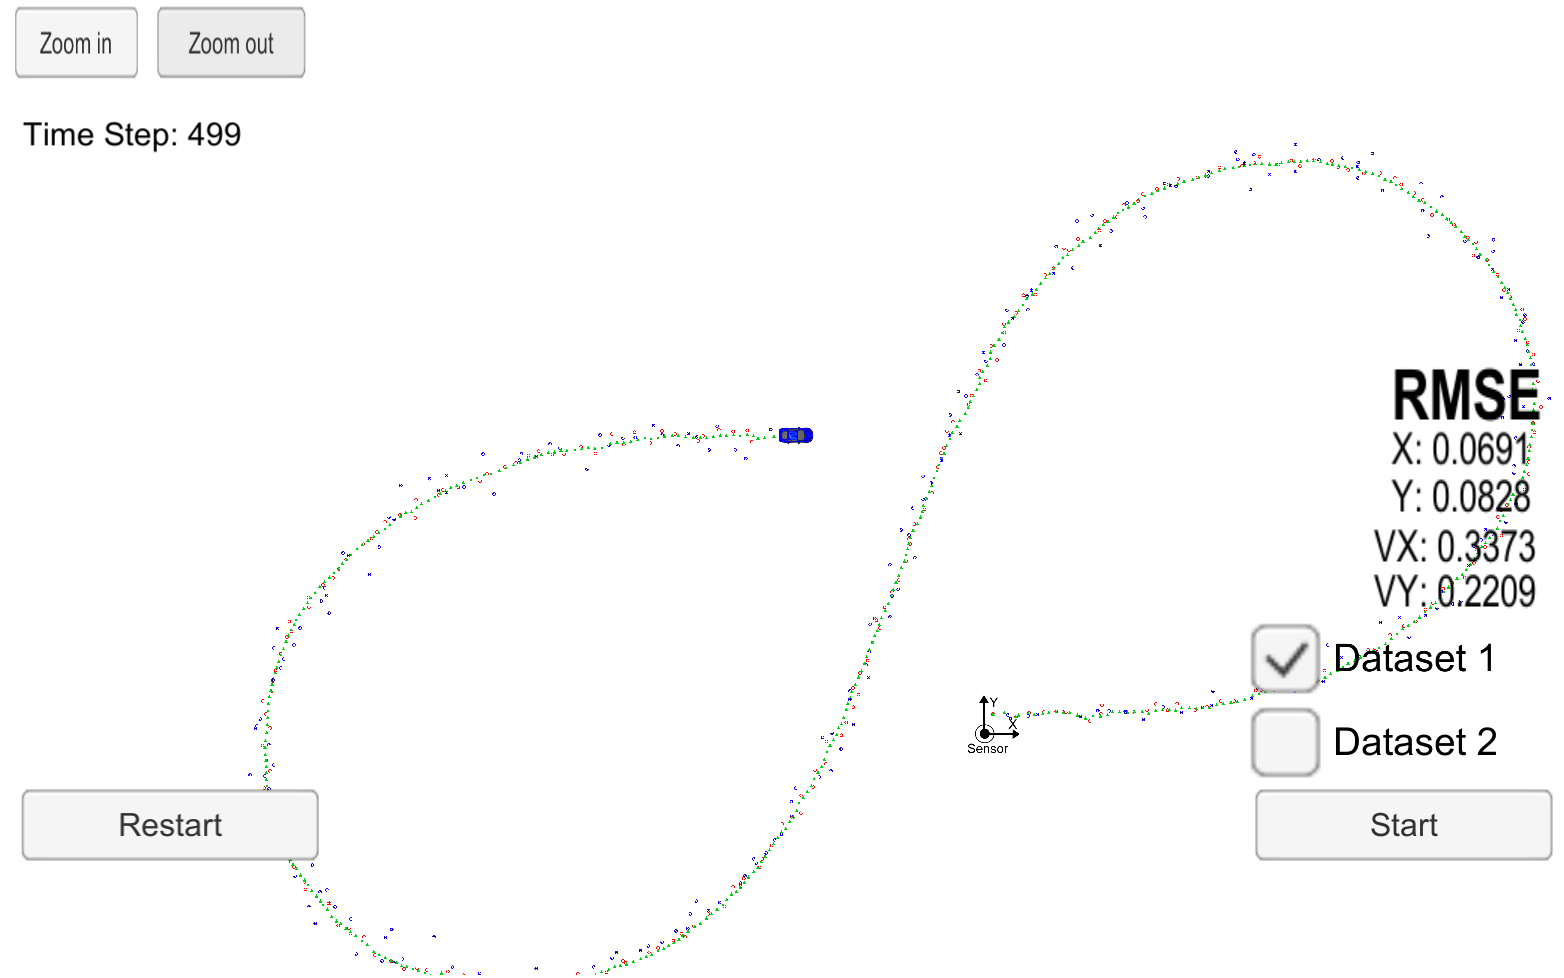 Zoom in
Zoom out
Time Step: 499
RMSE
X: 0.0691
Y: 0.0828
VX: 0.3373
VY: 0.2209
Dataset 1
Y
X
Sensor
Dataset 2
Restart
Start